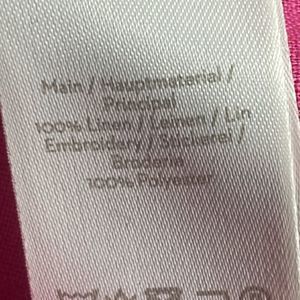 Main / Hauptmaterial /
Principal
100% Linen / Leinen / Lin
Embroidery / Stickerei /
Broderie
100% Polyester